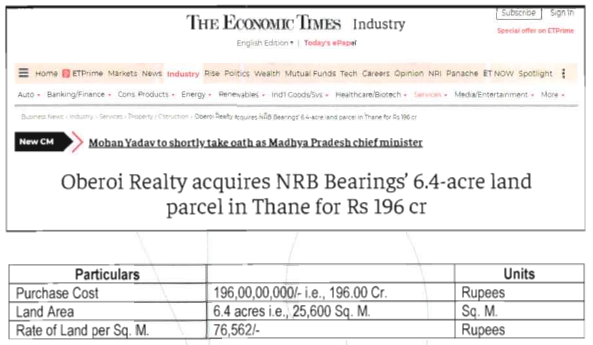 THE ECONOMIC TIMES Industry
Subscribe Sign In
English Edition Today's ePaper
Special offer on ETPrime
Home ETPrime Markets News Industry Rise Politics Wealth Mutual Funds Tech Careers Opinion NRI Panache ET NOW Spotlight
Auto Banking/Finance Cons. Products Energy Renewables Ind'l Goods/Svs Healthcare/Biotech Services Media/Entertainment More
Business News › Industry › Services › Property / C'struction › Oberoi Realty acquires NRB Bearings' 6.4-acre land parcel in Thane for Rs 196 cr
New CM Mohan Yadav to shortly take oath as Madhya Pradesh chief minister
Oberoi Realty acquires NRB Bearings' 6.4-acre land
parcel in Thane for Rs 196 cr
Particulars Units
Purchase Cost 196,00,00,000/- i.e., 196.00 Cr. Rupees
Land Area 6.4 acres i.e., 25,600 Sq. M. Sq. M.
Rate of Land per Sq. M. 76,562/- Rupees